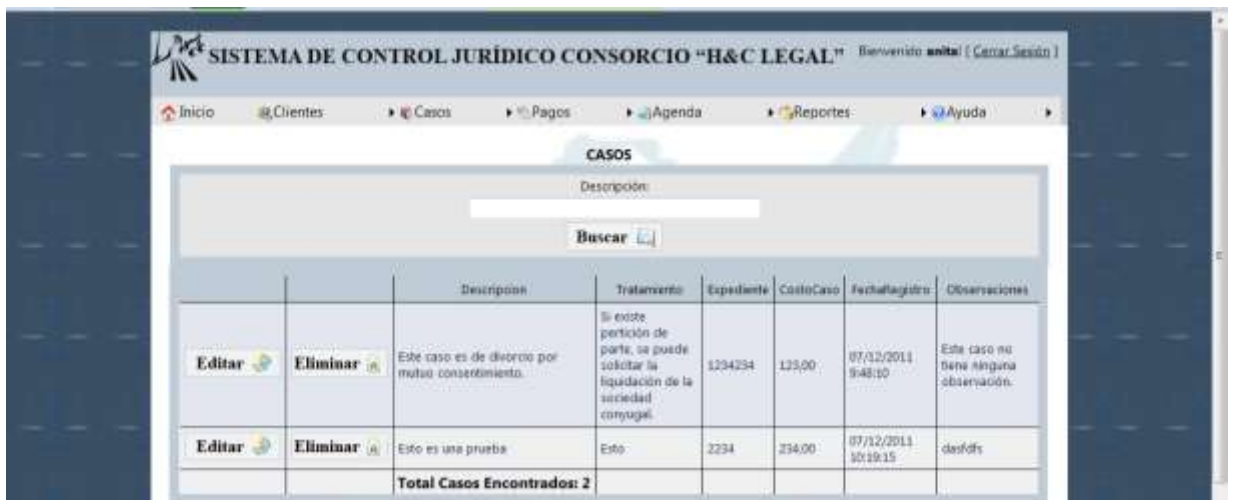 SISTEMA DE CONTROL JURÍDICO CONSORCIO “H&C LEGAL” Bienvenido anita! [ Cerrar Sesión ]
Inicio Clientes Casos Pagos Agenda Reportes Ayuda
CASOS
Descripción:
Buscar
Descripcion Tratamiento Expediente CostoCaso FechaRegistro Observaciones
Editar Eliminar Este caso es de divorcio por
mutuo consentimiento.
Si existe
pertición de
parte, se puede
solicitar la
liquidación de la
sociedad
conyugal.
1234234 123,00 07/12/2011
9:48:10
Este caso no
tiene ninguna
observación.
Editar Eliminar Esto es una prueba Esto 2234 234,00 07/12/2011
10:19:15
dasfdfs
Total Casos Encontrados: 2